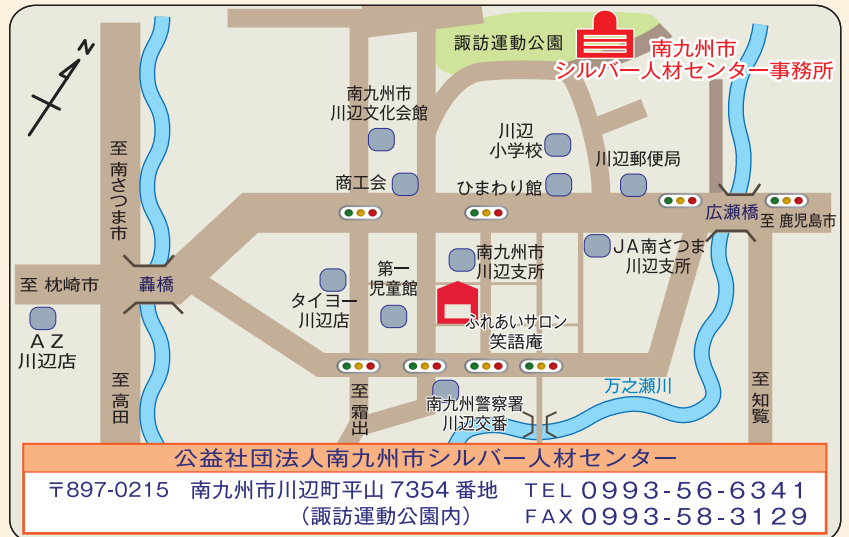 N
諏訪運動公園
南九州市
シルバー人材センター事務所
南九州市
川辺文化会館
川辺
小学校
川辺郵便局
至 南さつま市
商工会
ひまわり館
広瀬橋
至 鹿児島市
南九州市
川辺支所
JA南さつま
川辺支所
至 枕崎市
轟橋
第一
児童館
タイヨー
川辺店
ふれあいサロン
笑語庵
AZ
川辺店
至 高田
至 霜出
万之瀬川
至 知覧
南九州警察署
川辺交番
公益社団法人南九州市シルバー人材センター
〒897-0215 南九州市川辺町平山7354番地 TEL 0993-56-6341
(諏訪運動公園内) FAX 0993-58-3129